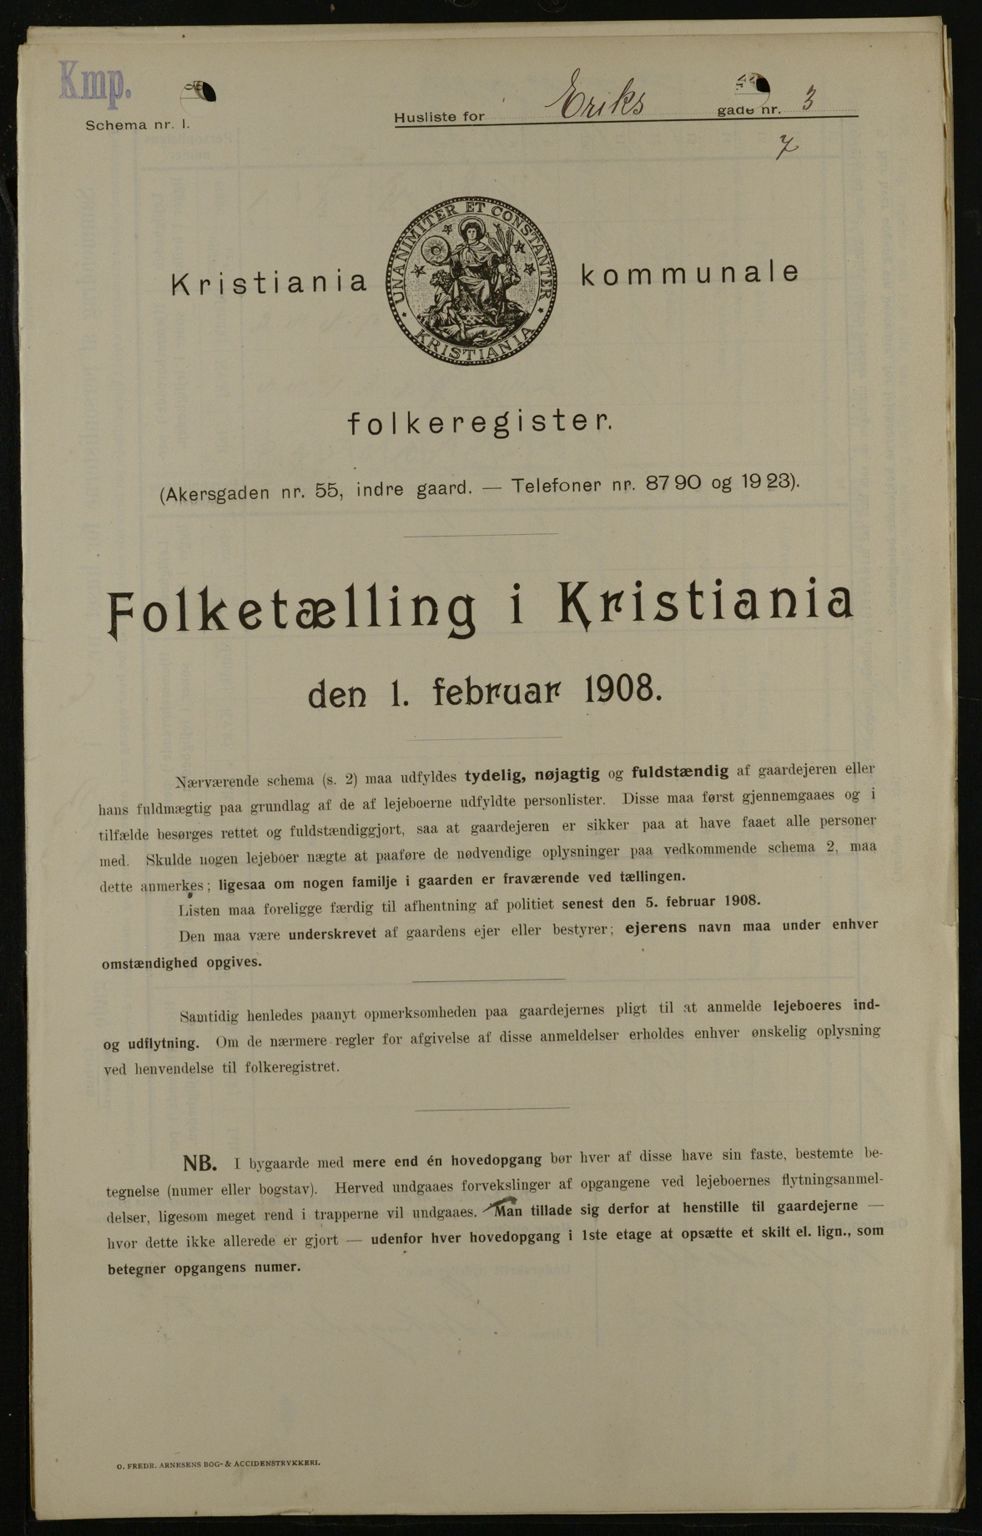 Kmp.
Schema nr. 1.
Husliste for Eriks gade nr. 3
7
UNANIMITER ET CONSTANTER
KRISTIANIA
Kristiania kommunale
folkeregister.
(Akersgaden nr. 55, indre gaard. — Telefoner nr. 8790 og 1923).
Folketælling i Kristiania
den 1. februar 1908.
Nærværende schema (s. 2) maa udfyldes tydelig, nøjagtig og fuldstændig af gaardejeren eller
hans fuldmægtig paa grundlag af de af lejeboerne udfyldte personlister. Disse maa først gjennemgaaes og i
tilfælde besørges rettet og fuldstændiggjort, saa at gaardejeren er sikker paa at have faaet alle personer
med. Skulde nogen lejeboer nægte at paaføre de nødvendige oplysninger paa vedkommende schema 2, maa
dette anmerkes; ligesaa om nogen familje i gaarden er fraværende ved tællingen.
Listen maa foreligge færdig til afhentning af politiet senest den 5. februar 1908.
Den maa være underskrevet af gaardens ejer eller bestyrer; ejerens navn maa under enhver
omstændighed opgives.
Samtidig henledes paanyt opmerksomheden paa gaardejernes pligt til at anmelde lejeboeres ind-
og udflytning. Om de nærmere regler for afgivelse af disse anmeldelser erholdes enhver ønskelig oplysning
ved henvendelse til folkeregistret.
NB. I bygaarde med mere end én hovedopgang bør hver af disse have sin faste, bestemte be-
tegnelse (numer eller bogstav). Herved undgaaes forvekslinger af opgangene ved lejeboernes flytningsanmel-
delser, ligesom meget rend i trapperne vil undgaaes. Man tillade sig derfor at henstille til gaardejerne —
hvor dette ikke allerede er gjort — udenfor hver hovedopgang i 1ste etage at opsætte et skilt el. lign., som
betegner opgangens numer.
O. FREDR. ARNESENS BOG- & ACCIDENSTRYKKERI.